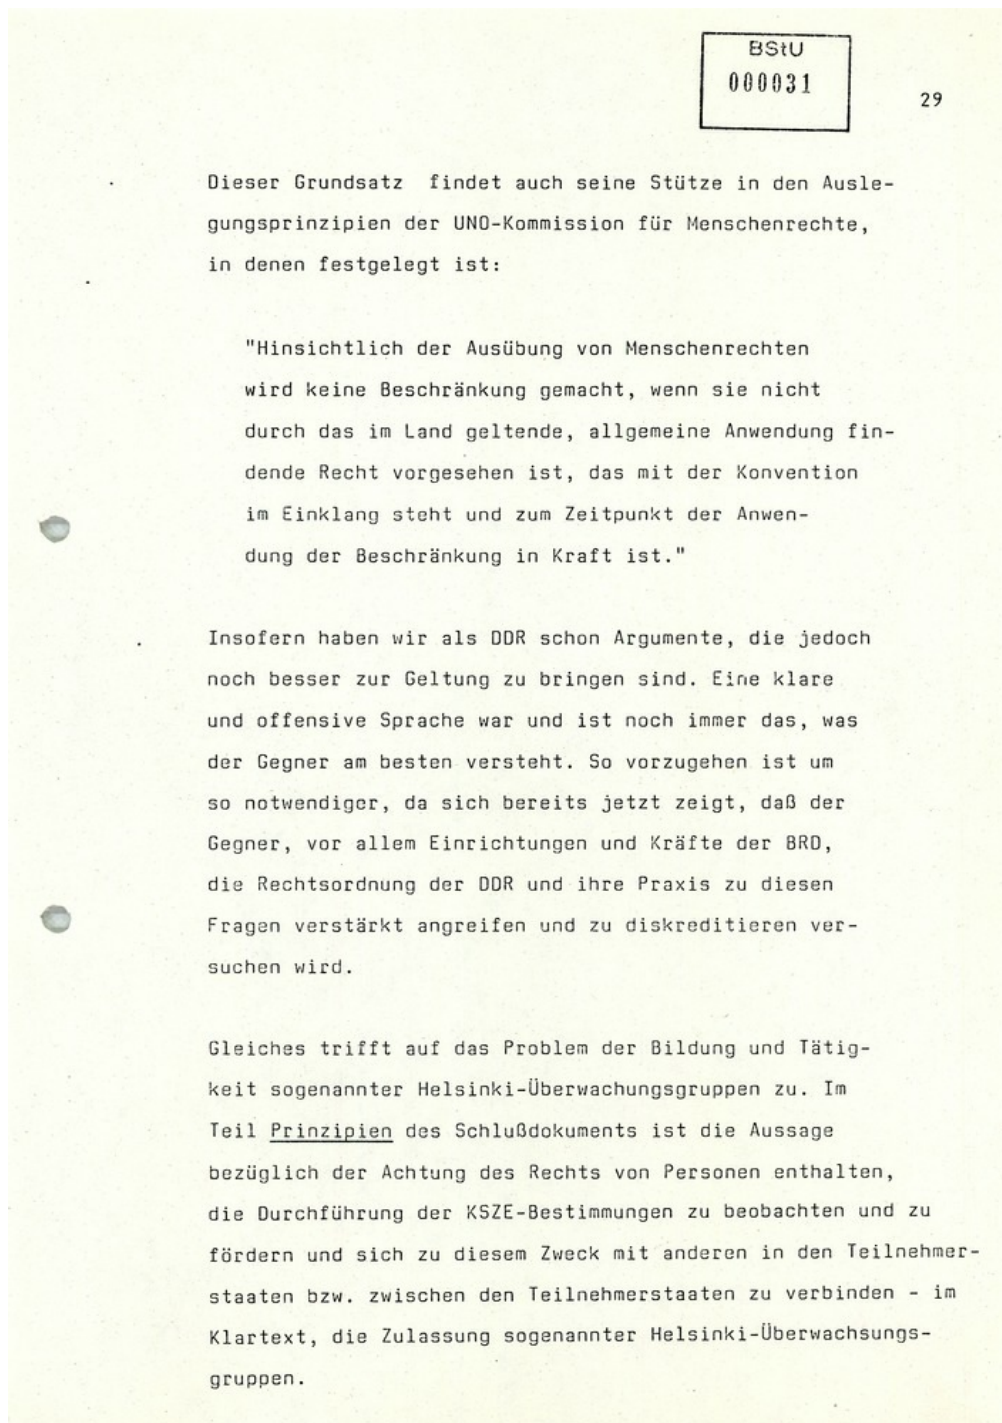 BStU
000031
29
Dieser Grundsatz findet auch seine Stütze in den Ausle-
gungsprinzipien der UNO-Kommission für Menschenrechte,
in denen festgelegt ist:
"Hinsichtlich der Ausübung von Menschenrechten
wird keine Beschränkung gemacht, wenn sie nicht
durch das im Land geltende, allgemeine Anwendung fin-
dende Recht vorgesehen ist, das mit der Konvention
im Einklang steht und zum Zeitpunkt der Anwen-
dung der Beschränkung in Kraft ist."
Insofern haben wir als DDR schon Argumente, die jedoch
noch besser zur Geltung zu bringen sind. Eine klare
und offensive Sprache war und ist noch immer das, was
der Gegner am besten versteht. So vorzugehen ist um
so notwendiger, da sich bereits jetzt zeigt, daß der
Gegner, vor allem Einrichtungen und Kräfte der BRD,
die Rechtsordnung der DDR und ihre Praxis zu diesen
Fragen verstärkt angreifen und zu diskreditieren ver-
suchen wird.
Gleiches trifft auf das Problem der Bildung und Tätig-
keit sogenannter Helsinki-Überwachungsgruppen zu. Im
Teil Prinzipien des Schlußdokuments ist die Aussage
bezüglich der Achtung des Rechts von Personen enthalten,
die Durchführung der KSZE-Bestimmungen zu beobachten und zu
fördern und sich zu diesem Zweck mit anderen in den Teilnehmer-
staaten bzw. zwischen den Teilnehmerstaaten zu verbinden - im
Klartext, die Zulassung sogenannter Helsinki-Überwachsungs-
gruppen.